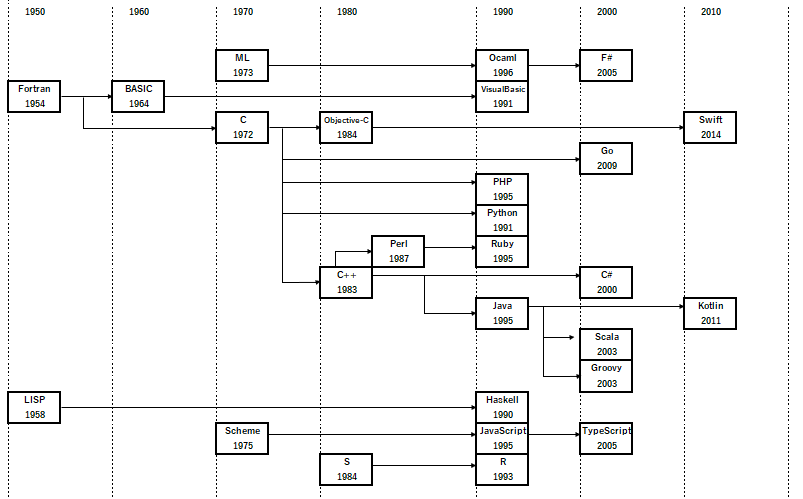 1950 1960 1970 1980 1990 2000 2010
ML Ocaml F#
1973 1996 2005
Fortran BASIC VisualBasic
1954 1964 1991
C Objective-C Swift
1972 1984 2014
Go
2009
PHP
1995
Python
1991
Perl Ruby
1987 1995
C++ C#
1983 2000
Java Kotlin
1995 2011
Scala
2003
Groovy
2003
LISP Haskell
1958 1990
Scheme JavaScript TypeScript
1975 1995 2005
S R
1984 1993